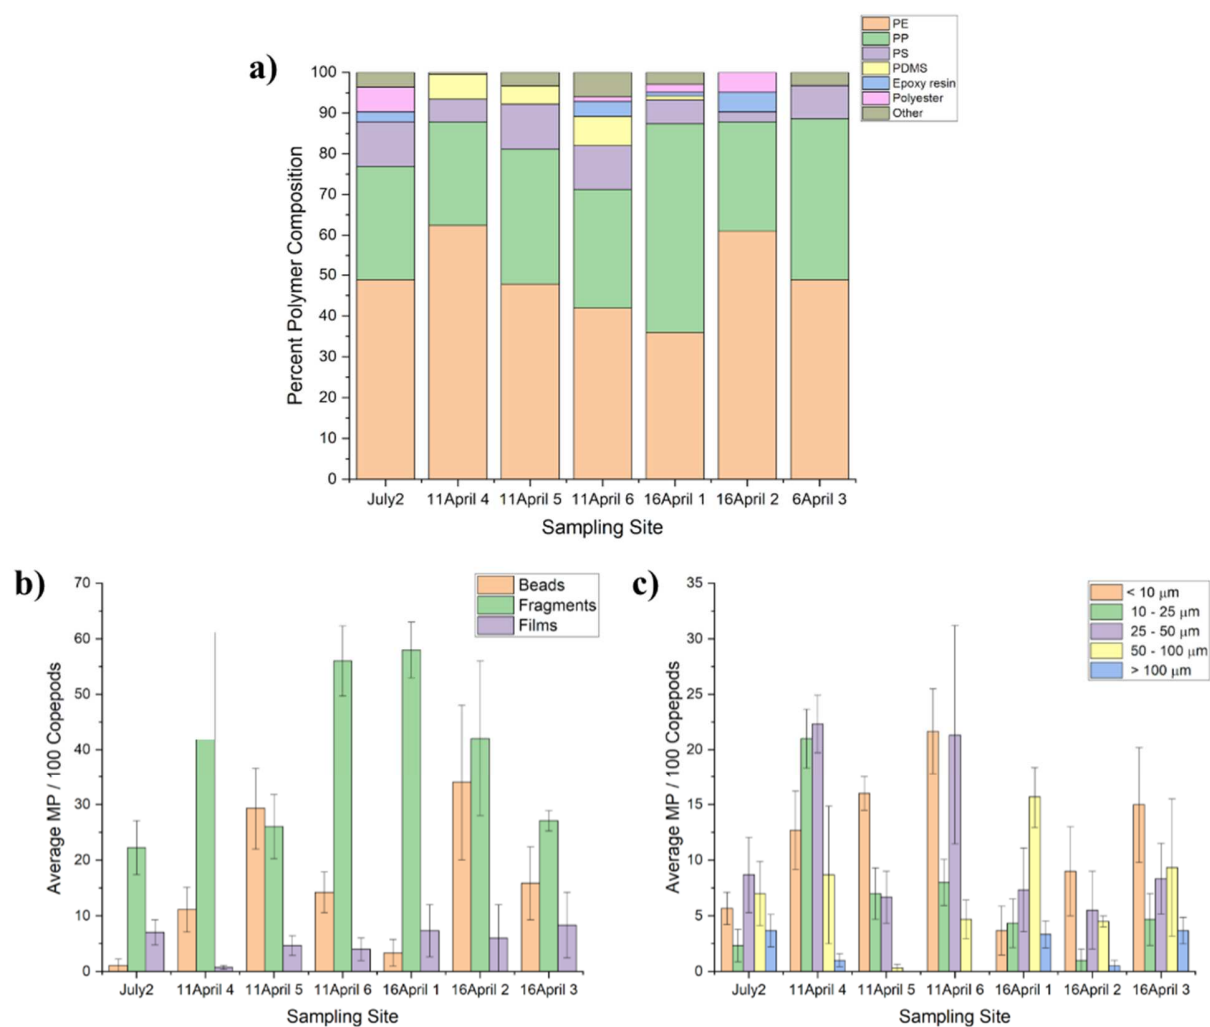 a)
PE
PP
PS
PDMS
Epoxy resin
Polyester
Other
Percent Polymer Composition
100
90
80
70
60
50
40
30
20
10
0
July2 11April 4 11April 5 11April 6 16April 1 16April 2 6April 3
Sampling Site
b)
Beads
Fragments
Films
Average MP / 100 Copepods
70
60
50
40
30
20
10
0
July2 11April 4 11April 5 11April 6 16April 1 16April 2 16April 3
Sampling Site
c)
< 10 μm
10 - 25 μm
25 - 50 μm
50 - 100 μm
> 100 μm
Average MP / 100 Copepods
35
30
25
20
15
10
5
0
July2 11April 4 11April 5 11April 6 16April 1 16April 2 16April 3
Sampling Site